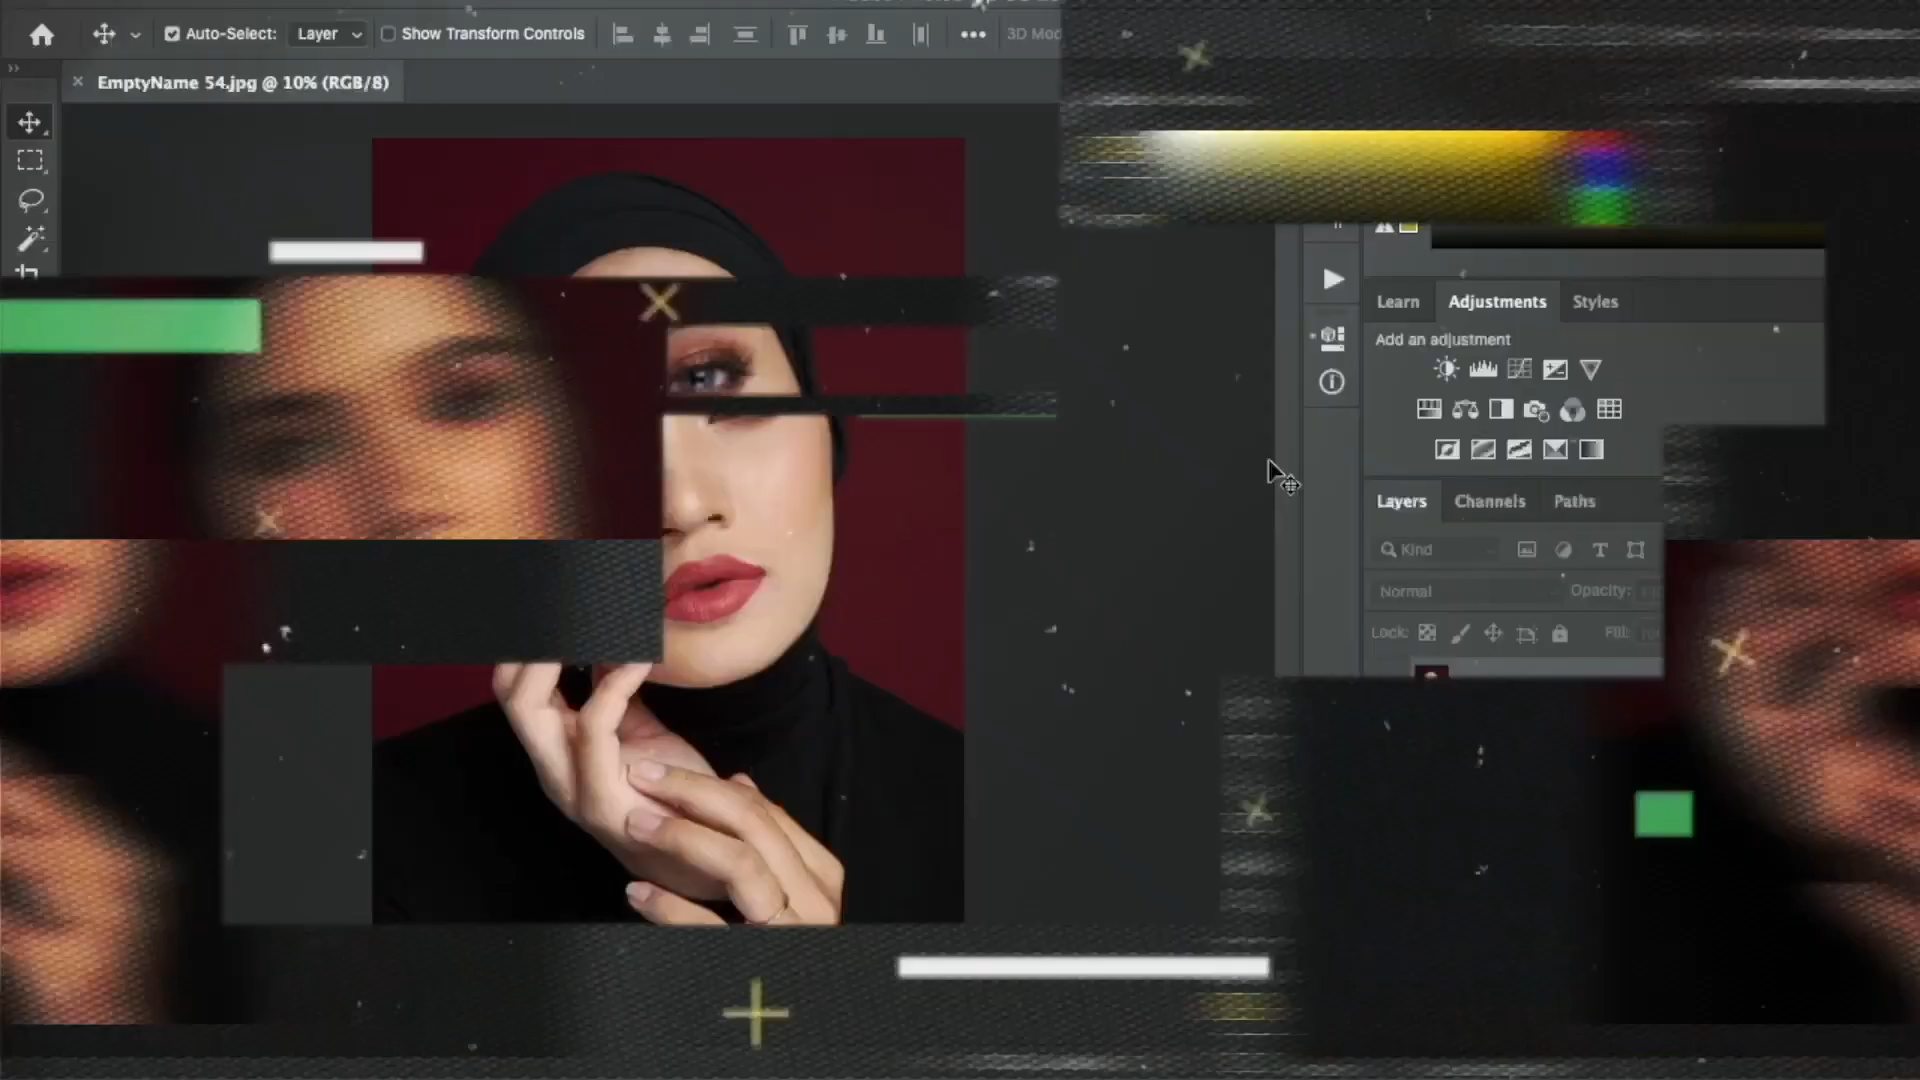 Auto-Select: Layer Show Transform Controls
EmptyName 54.jpg @ 10% (RGB/8)
Learn Adjustments Styles
Add an adjustment
Layers Channels Paths
Kind
Normal Opacity:
Lock: Fill: